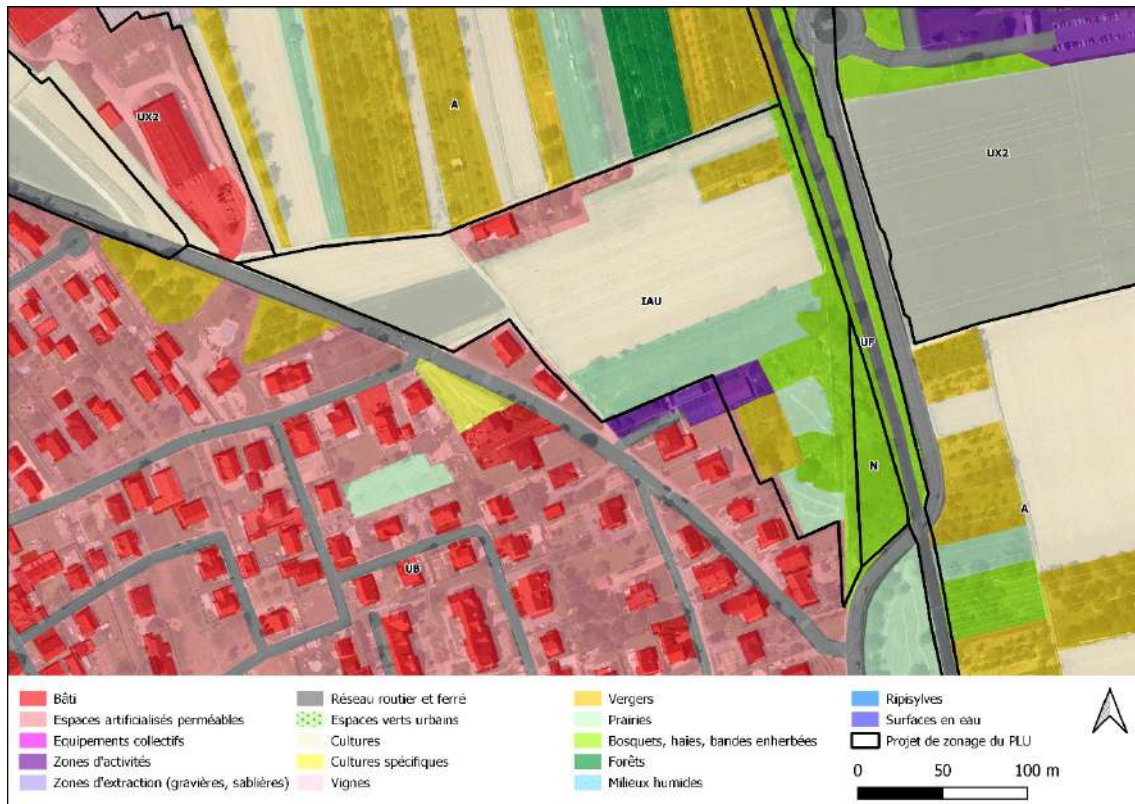 A
UX2
UX2
IAU
UF
N
A
UB
Bâti
Espaces artificialisés perméables
Equipements collectifs
Zones d'activités
Zones d'extraction (gravières, sablières)
Réseau routier et ferré
Espaces verts urbains
Cultures
Cultures spécifiques
Vignes
Vergers
Prairies
Bosquets, haies, bandes enherbées
Forêts
Milieux humides
Ripisylves
Surfaces en eau
Projet de zonage du PLU
0 50 100 m